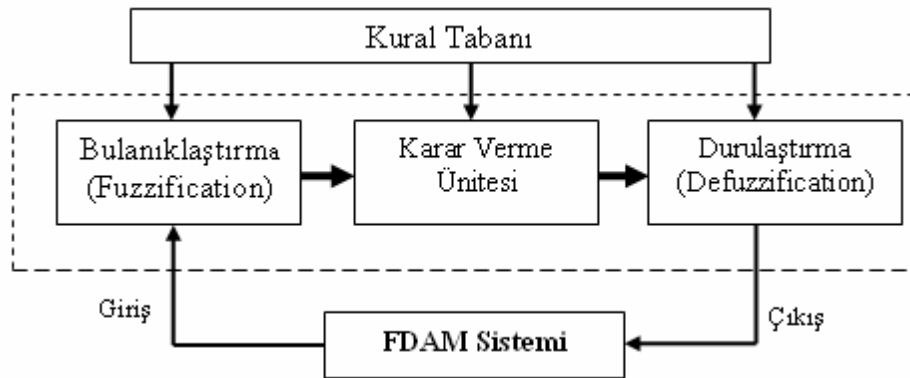 Kural Tabanı
Bulanıklaştırma
(Fuzzification)
Karar Verme
Ünitesi
Durulaştırma
(Defuzzification)
Giriş
FDAM Sistemi
Çıkış